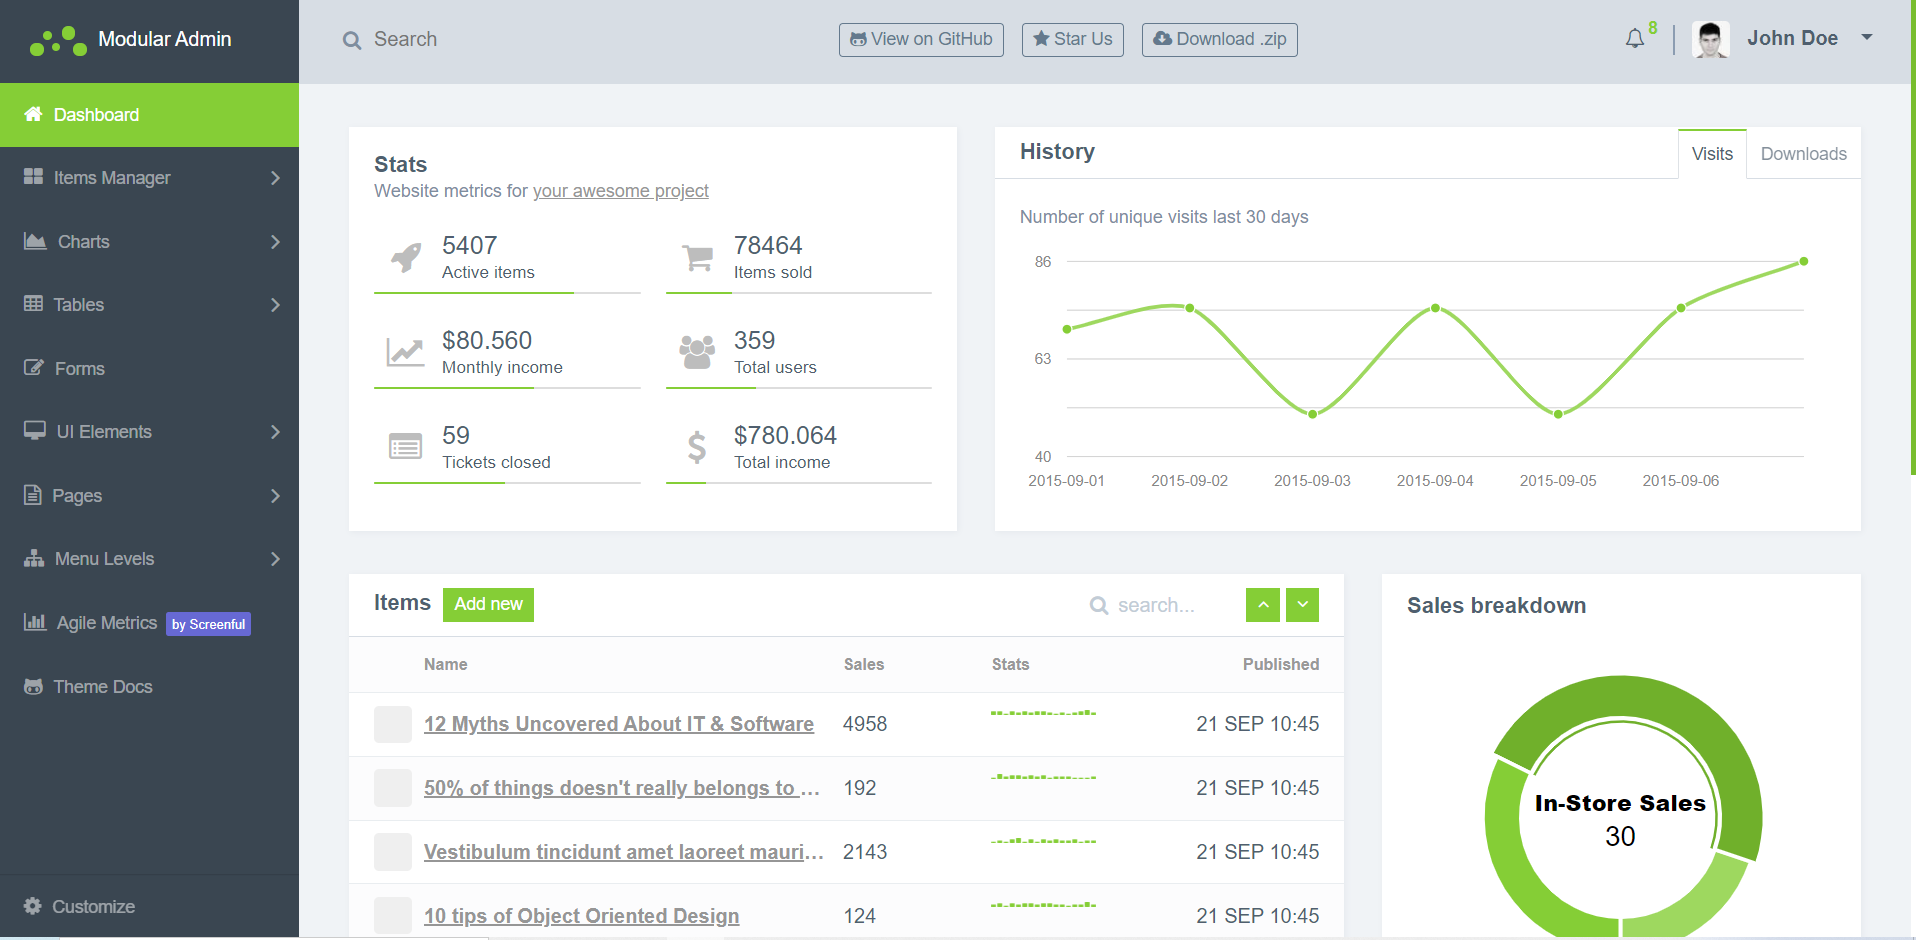 Modular Admin
Search
View on GitHub
Star Us
Download .zip
8
John Doe
Dashboard
Items Manager
Charts
Tables
Forms
UI Elements
Pages
Menu Levels
Agile Metrics by Screenful
Theme Docs
Customize
Stats
Website metrics for your awesome project
5407
Active items
78464
Items sold
$80.560
Monthly income
359
Total users
59
Tickets closed
$780.064
Total income
History
Visits
Downloads
Number of unique visits last 30 days
86
63
40
2015-09-01 2015-09-02 2015-09-03 2015-09-04 2015-09-05 2015-09-06
Items
Add new
search...
Name Sales Stats Published
12 Myths Uncovered About IT & Software 4958 21 SEP 10:45
50% of things doesn't really belongs to ... 192 21 SEP 10:45
Vestibulum tincidunt amet laoreet mauri... 2143 21 SEP 10:45
10 tips of Object Oriented Design 124 21 SEP 10:45
Sales breakdown
In-Store Sales
30